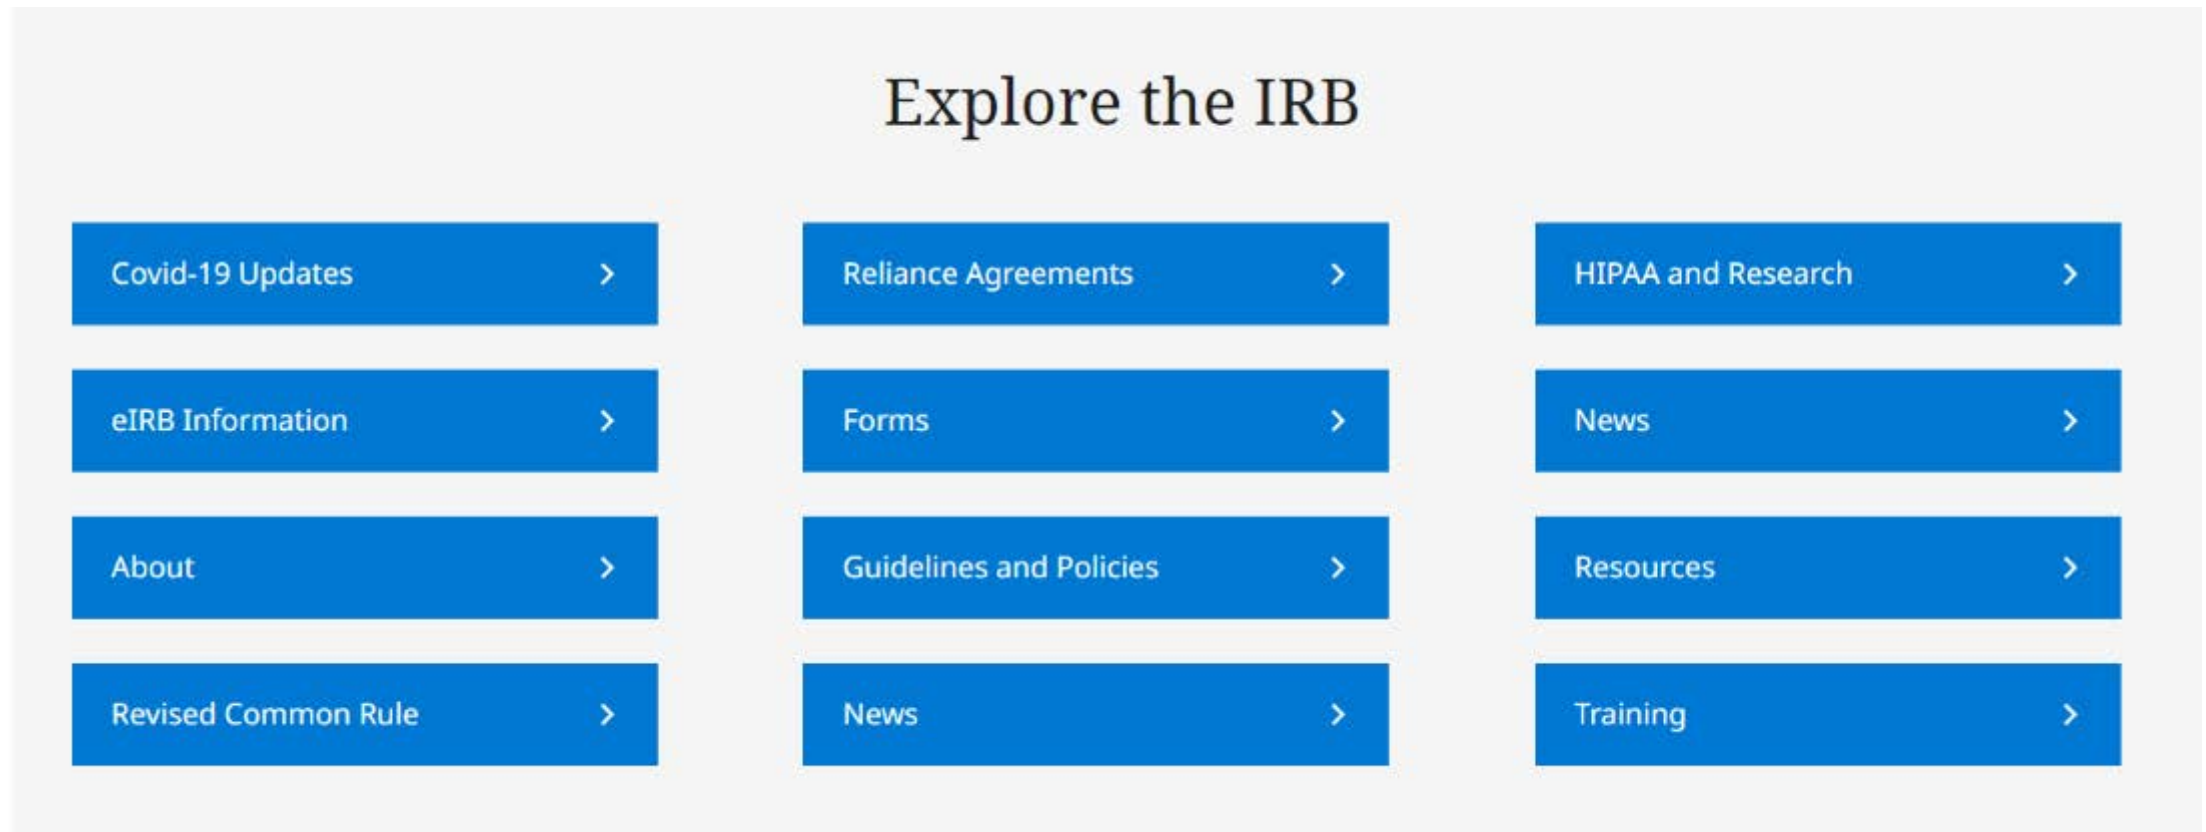 Explore the IRB
Covid-19 Updates
Reliance Agreements
HIPAA and Research
eIRB Information
Forms
News
About
Guidelines and Policies
Resources
Revised Common Rule
News
Training